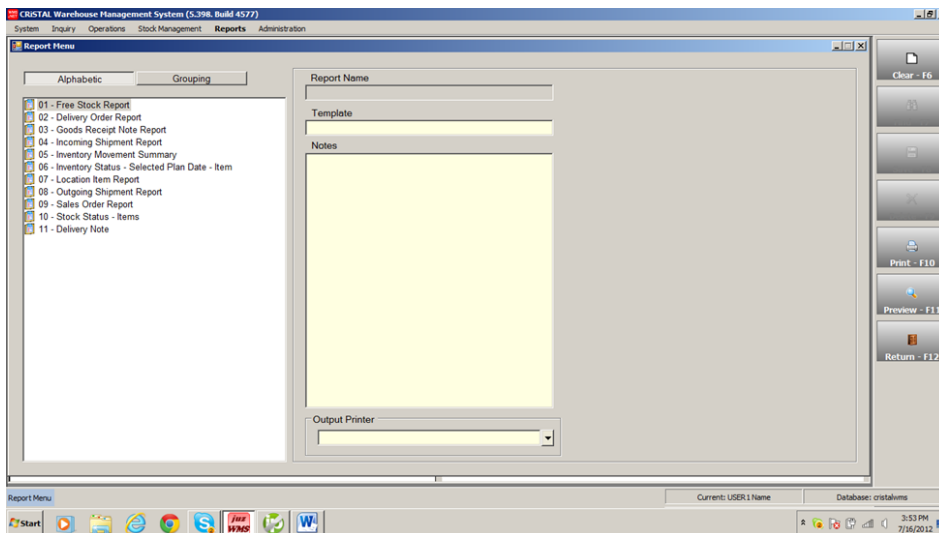 CRiSTAL Warehouse Management System (5.398. Build 4577)
System Inquiry Operations Stock Management Reports Administration
Report Menu
Alphabetic Grouping
01 - Free Stock Report
02 - Delivery Order Report
03 - Goods Receipt Note Report
04 - Incoming Shipment Report
05 - Inventory Movement Summary
06 - Inventory Status - Selected Plan Date - Item
07 - Location Item Report
08 - Outgoing Shipment Report
09 - Sales Order Report
10 - Stock Status - Items
11 - Delivery Note
Report Name
Template
Notes
Output Printer
Clear - F6
Print - F10
Preview - F11
Return - F12
Report Menu
Current: USER1 Name
Database: cristalwms
Start
jaz
WMS
W
3:53 PM
7/16/2012